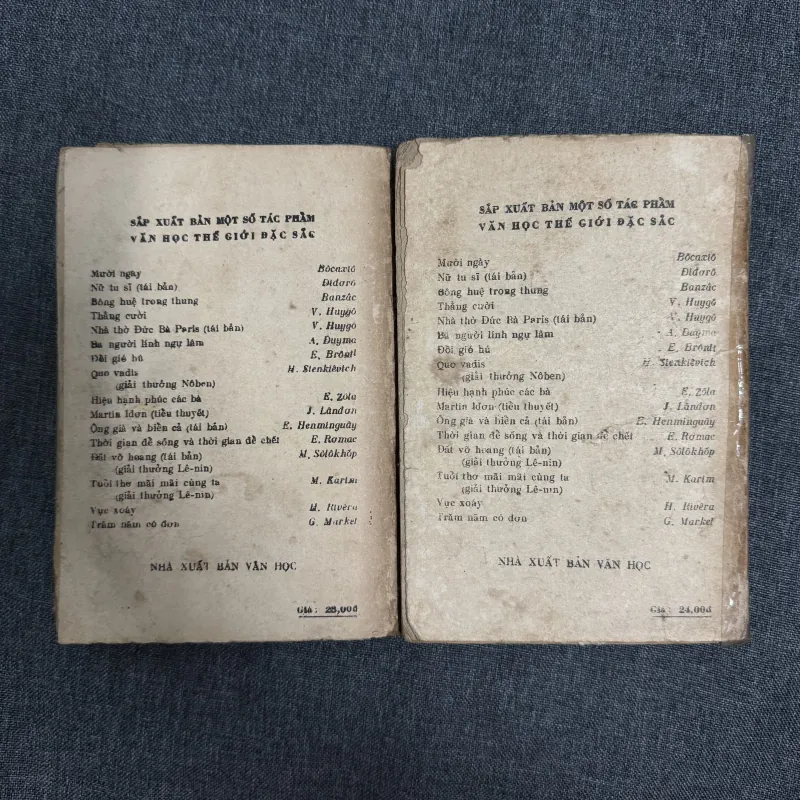 SẮP XUẤT BẢN MỘT SỐ TÁC PHẨM
VĂN HỌC THẾ GIỚI ĐẶC SẮC
Mười ngày Bôcaxiô
Nữ tu sĩ (tái bản) Điđơrô
Bông huệ trong thung Banzắc
Thằng cười V. Huygô
Nhà thờ Đức Bà Paris (tái bản) V. Huygô
Ba người lính ngự lâm A. Đuyma
Đồi gió hú E. Brônti
Quo vadis H. Sienkiêvich
(giải thưởng Nôben)
Hiệu hạnh phúc các bà E. Zôla
Martin Iđơn (tiểu thuyết) J. Lânđơn
Ông già và biển cả (tái bản) E. Henminguây
Thời gian để sống và thời gian để chết E. Rơmac
Đất vỡ hoang (tái bản) M. Sôlôkhôp
(giải thưởng Lê-nin)
Tuổi thơ mãi mãi cùng ta M. Karim
(giải thưởng Lê-nin)
Vực xoáy H. Rivêra
Trăm năm cô đơn G. Market
NHÀ XUẤT BẢN VĂN HỌC
Giá : 25,00đ
SẮP XUẤT BẢN MỘT SỐ TÁC PHẨM
VĂN HỌC THẾ GIỚI ĐẶC SẮC
Mười ngày Bôcaxiô
Nữ tu sĩ (tái bản) Điđơrô
Bông huệ trong thung Banzắc
Thằng cười V. Huygô
Nhà thờ Đức Bà Paris (tái bản) V. Huygô
Ba người lính ngự lâm A. Đuyma
Đồi gió hú E. Brônti
Quo vadis H. Sienkiêvich
(giải thưởng Nôben)
Hiệu hạnh phúc các bà E. Zôla
Martin Iđơn (tiểu thuyết) J. Lânđơn
Ông già và biển cả (tái bản) E. Henminguây
Thời gian để sống và thời gian để chết E. Rơmac
Đất vỡ hoang (tái bản) M. Sôlôkhôp
(giải thưởng Lê-nin)
Tuổi thơ mãi mãi cùng ta M. Karim
(giải thưởng Lê-nin)
Vực xoáy H. Rivêra
Trăm năm cô đơn G. Market
NHÀ XUẤT BẢN VĂN HỌC
Giá : 24,00đ